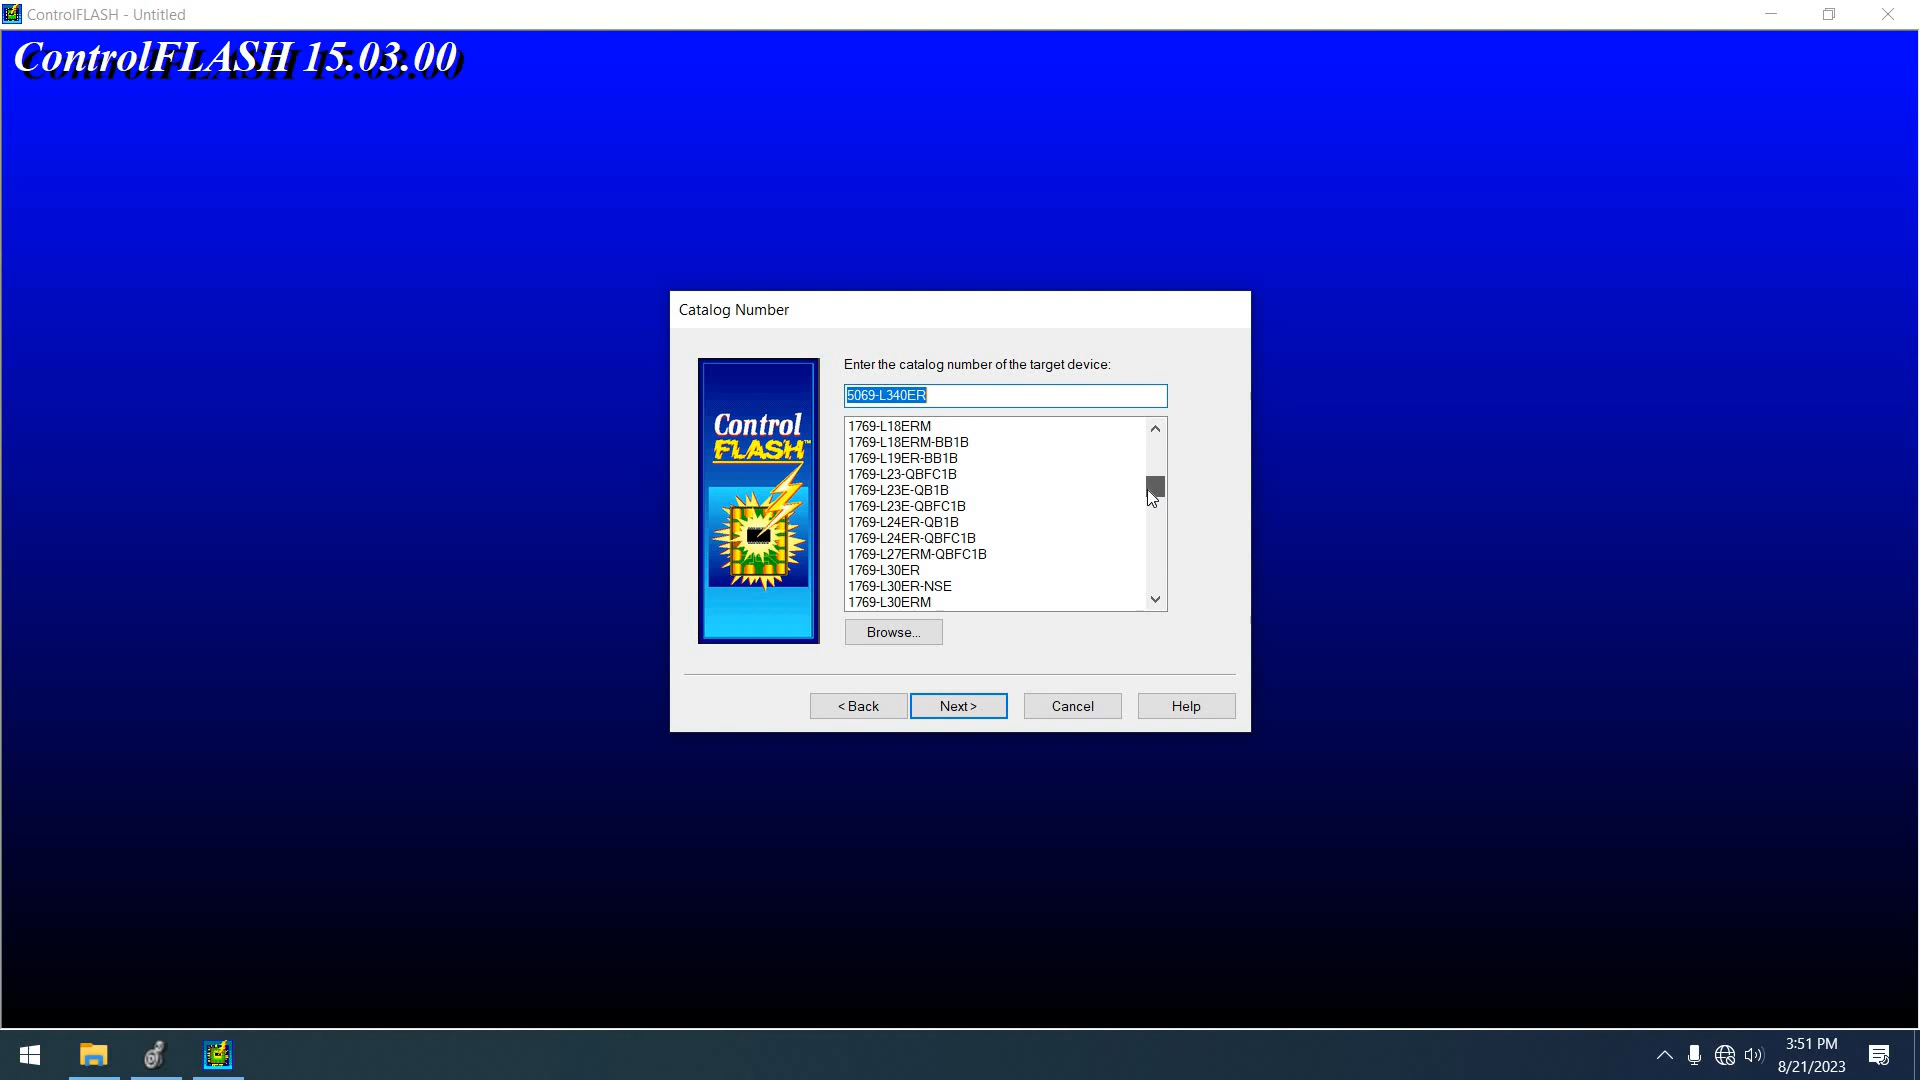 ControlFLASH - Untitled
ControlFLASH 15.03.00
Catalog Number
Enter the catalog number of the target device:
5069-L340ER
Control
FLASH™
1769-L18ERM
1769-L18ERM-BB1B
1769-L19ER-BB1B
1769-L23-QBFC1B
1769-L23E-QB1B
1769-L23E-QBFC1B
1769-L24ER-QB1B
1769-L24ER-QBFC1B
1769-L27ERM-QBFC1B
1769-L30ER
1769-L30ER-NSE
1769-L30ERM
Browse...
< Back
Next >
Cancel
Help
3:51 PM
8/21/2023